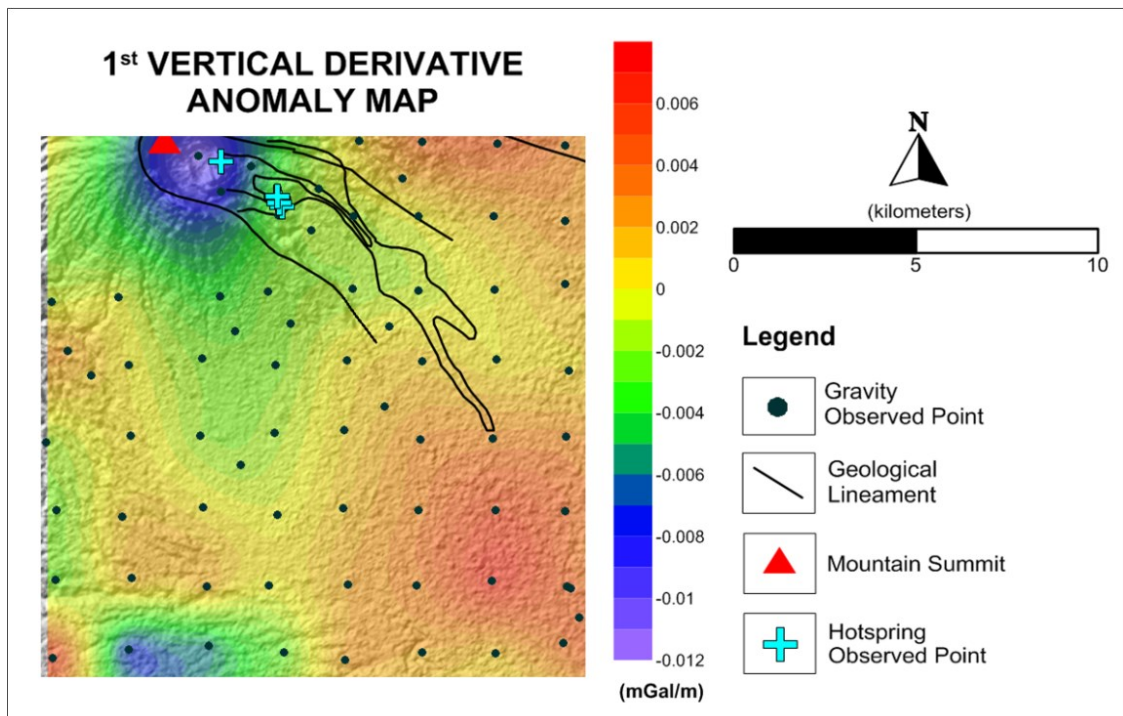 1st VERTICAL DERIVATIVE
ANOMALY MAP
0.006
0.004
0.002
0
-0.002
-0.004
-0.006
-0.008
-0.01
-0.012
(mGal/m)
N
(kilometers)
0 5 10
Legend
Gravity
Observed Point
Geological
Lineament
Mountain Summit
Hotspring
Observed Point